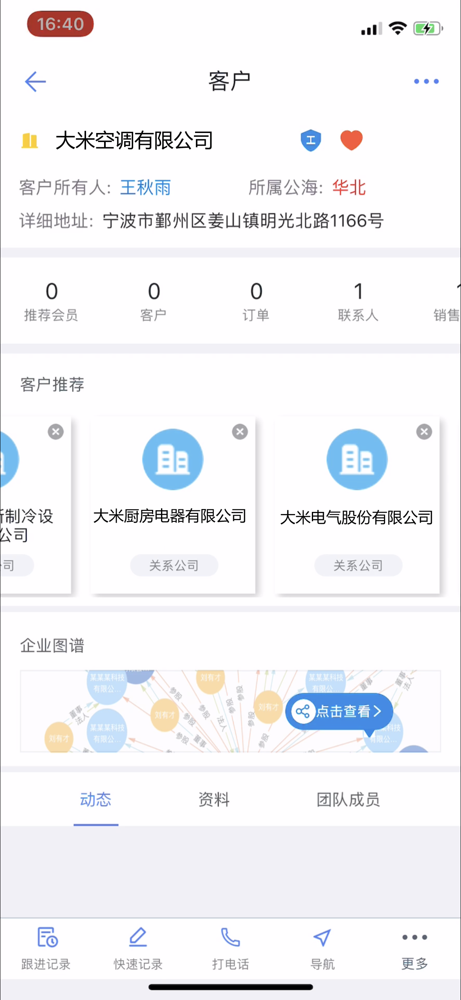 16:40
客户
大米空调有限公司
工
客户所有人: 王秋雨 所属公海: 华北
详细地址: 宁波市鄞州区姜山镇明光北路1166号
0 0 0 1
推荐会员 客户 订单 联系人 销售
客户推荐
制冷设
公司
司
大米厨房电器有限公司
关系公司
大米电气股份有限公司
关系公司
企业图谱
某某某科技
有限公...
刘有才
某某某科技
有限公...
董事
董事
法人
参股
参股
参股
参股
刘有才
刘有才
参股
法人
参股
董事
法人
点击查看
刘有才
某某某科技
有限公...
参股
董事
参股
科技
有限公...
动态 资料 团队成员
跟进记录 快速记录 打电话 导航 更多